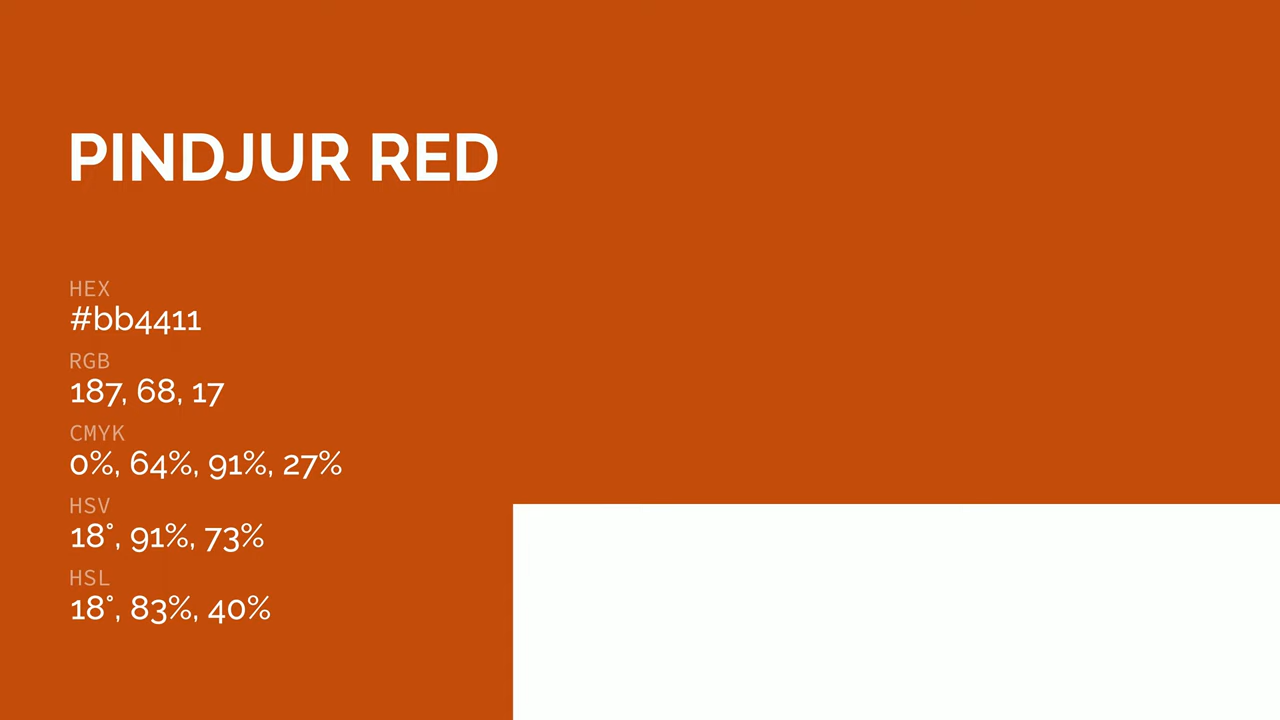 PINDJUR RED
HEX
#bb4411
RGB
187, 68, 17
CMYK
0%, 64%, 91%, 27%
HSV
18°, 91%, 73%
HSL
18°, 83%, 40%